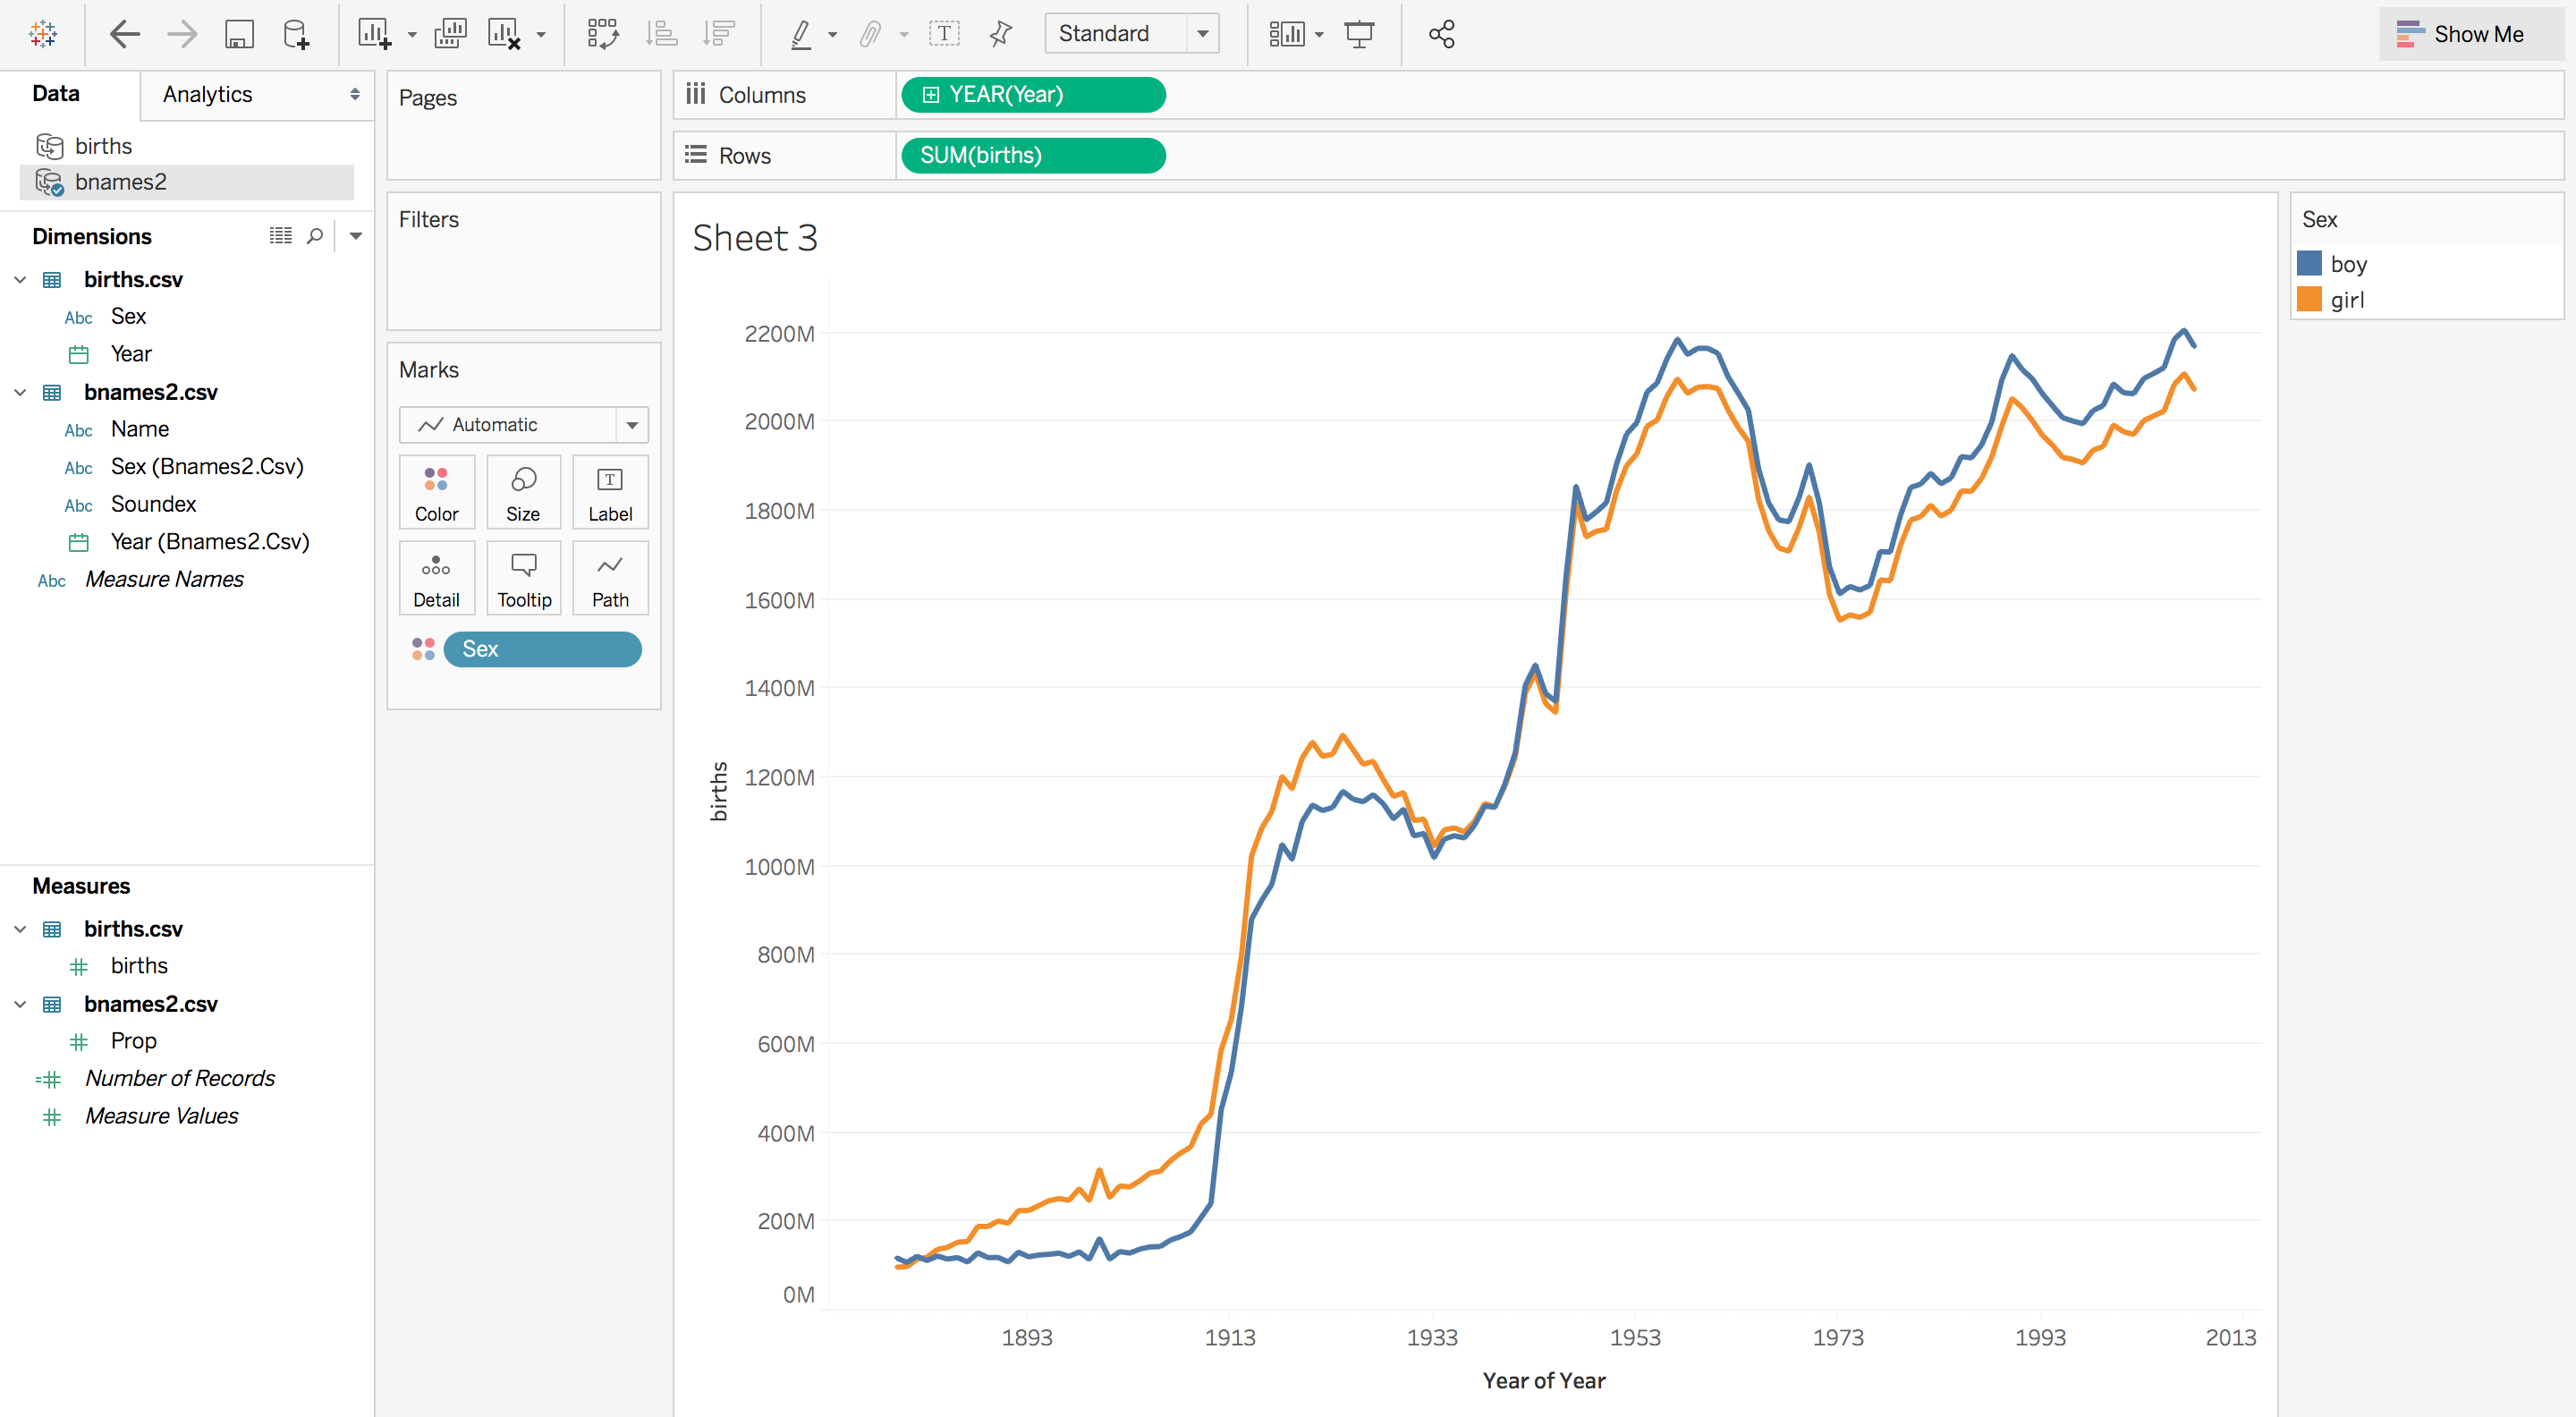 Standard
Show Me
Data
Analytics
births
bnames2
Dimensions
births.csv
Abc Sex
Year
bnames2.csv
Abc Name
Abc Sex (Bnames2.Csv)
Abc Soundex
Year (Bnames2.Csv)
Abc Measure Names
Measures
births.csv
# births
bnames2.csv
# Prop
=# Number of Records
# Measure Values
Pages
Filters
Marks
Automatic
Color
Size
T
Label
Detail
Tooltip
Path
Sex
Columns
YEAR(Year)
Rows
SUM(births)
Sheet 3
births
2200M
2000M
1800M
1600M
1400M
1200M
1000M
800M
600M
400M
200M
0M
1893
1913
1933
1953
1973
1993
2013
Year of Year
Sex
boy
girl